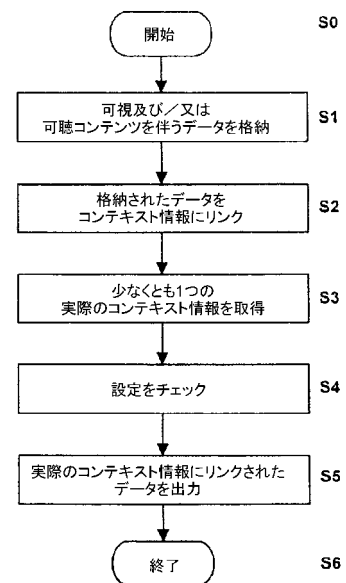 開始
S0
可視及び／又は
可聴コンテンツを伴うデータを格納
S1
格納されたデータを
コンテキスト情報にリンク
S2
少なくとも1つの
実際のコンテキスト情報を取得
S3
設定をチェック
S4
実際のコンテキスト情報にリンクされた
データを出力
S5
終了
S6